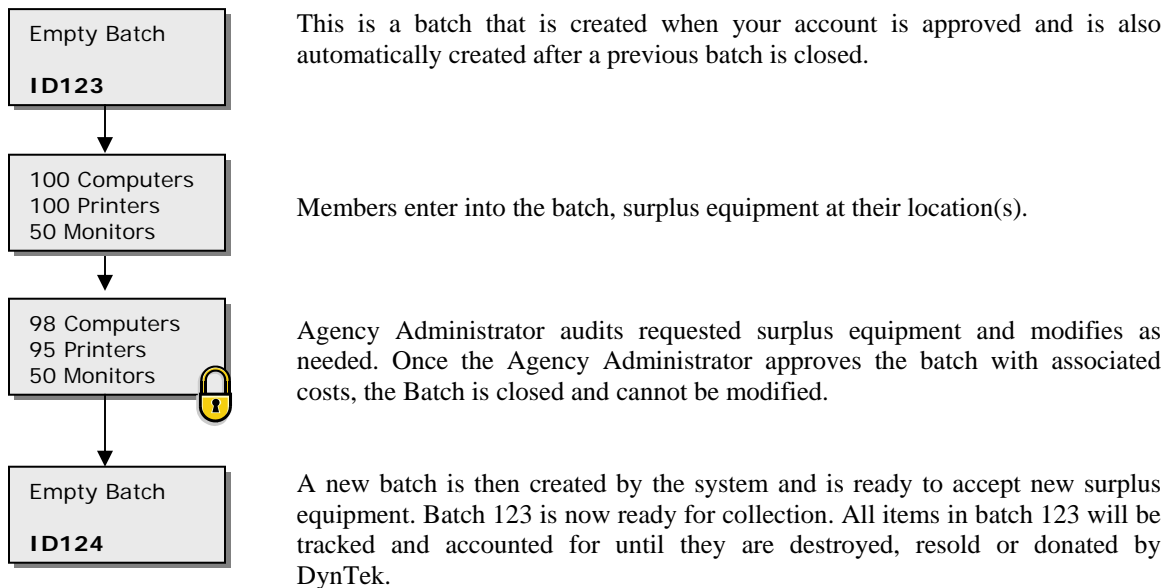 Empty Batch
ID123
This is a batch that is created when your account is approved and is also
automatically created after a previous batch is closed.
100 Computers
100 Printers
50 Monitors
Members enter into the batch, surplus equipment at their location(s).
98 Computers
95 Printers
50 Monitors
Agency Administrator audits requested surplus equipment and modifies as
needed. Once the Agency Administrator approves the batch with associated
costs, the Batch is closed and cannot be modified.
Empty Batch
ID124
A new batch is then created by the system and is ready to accept new surplus
equipment. Batch 123 is now ready for collection. All items in batch 123 will be
tracked and accounted for until they are destroyed, resold or donated by
DynTek.